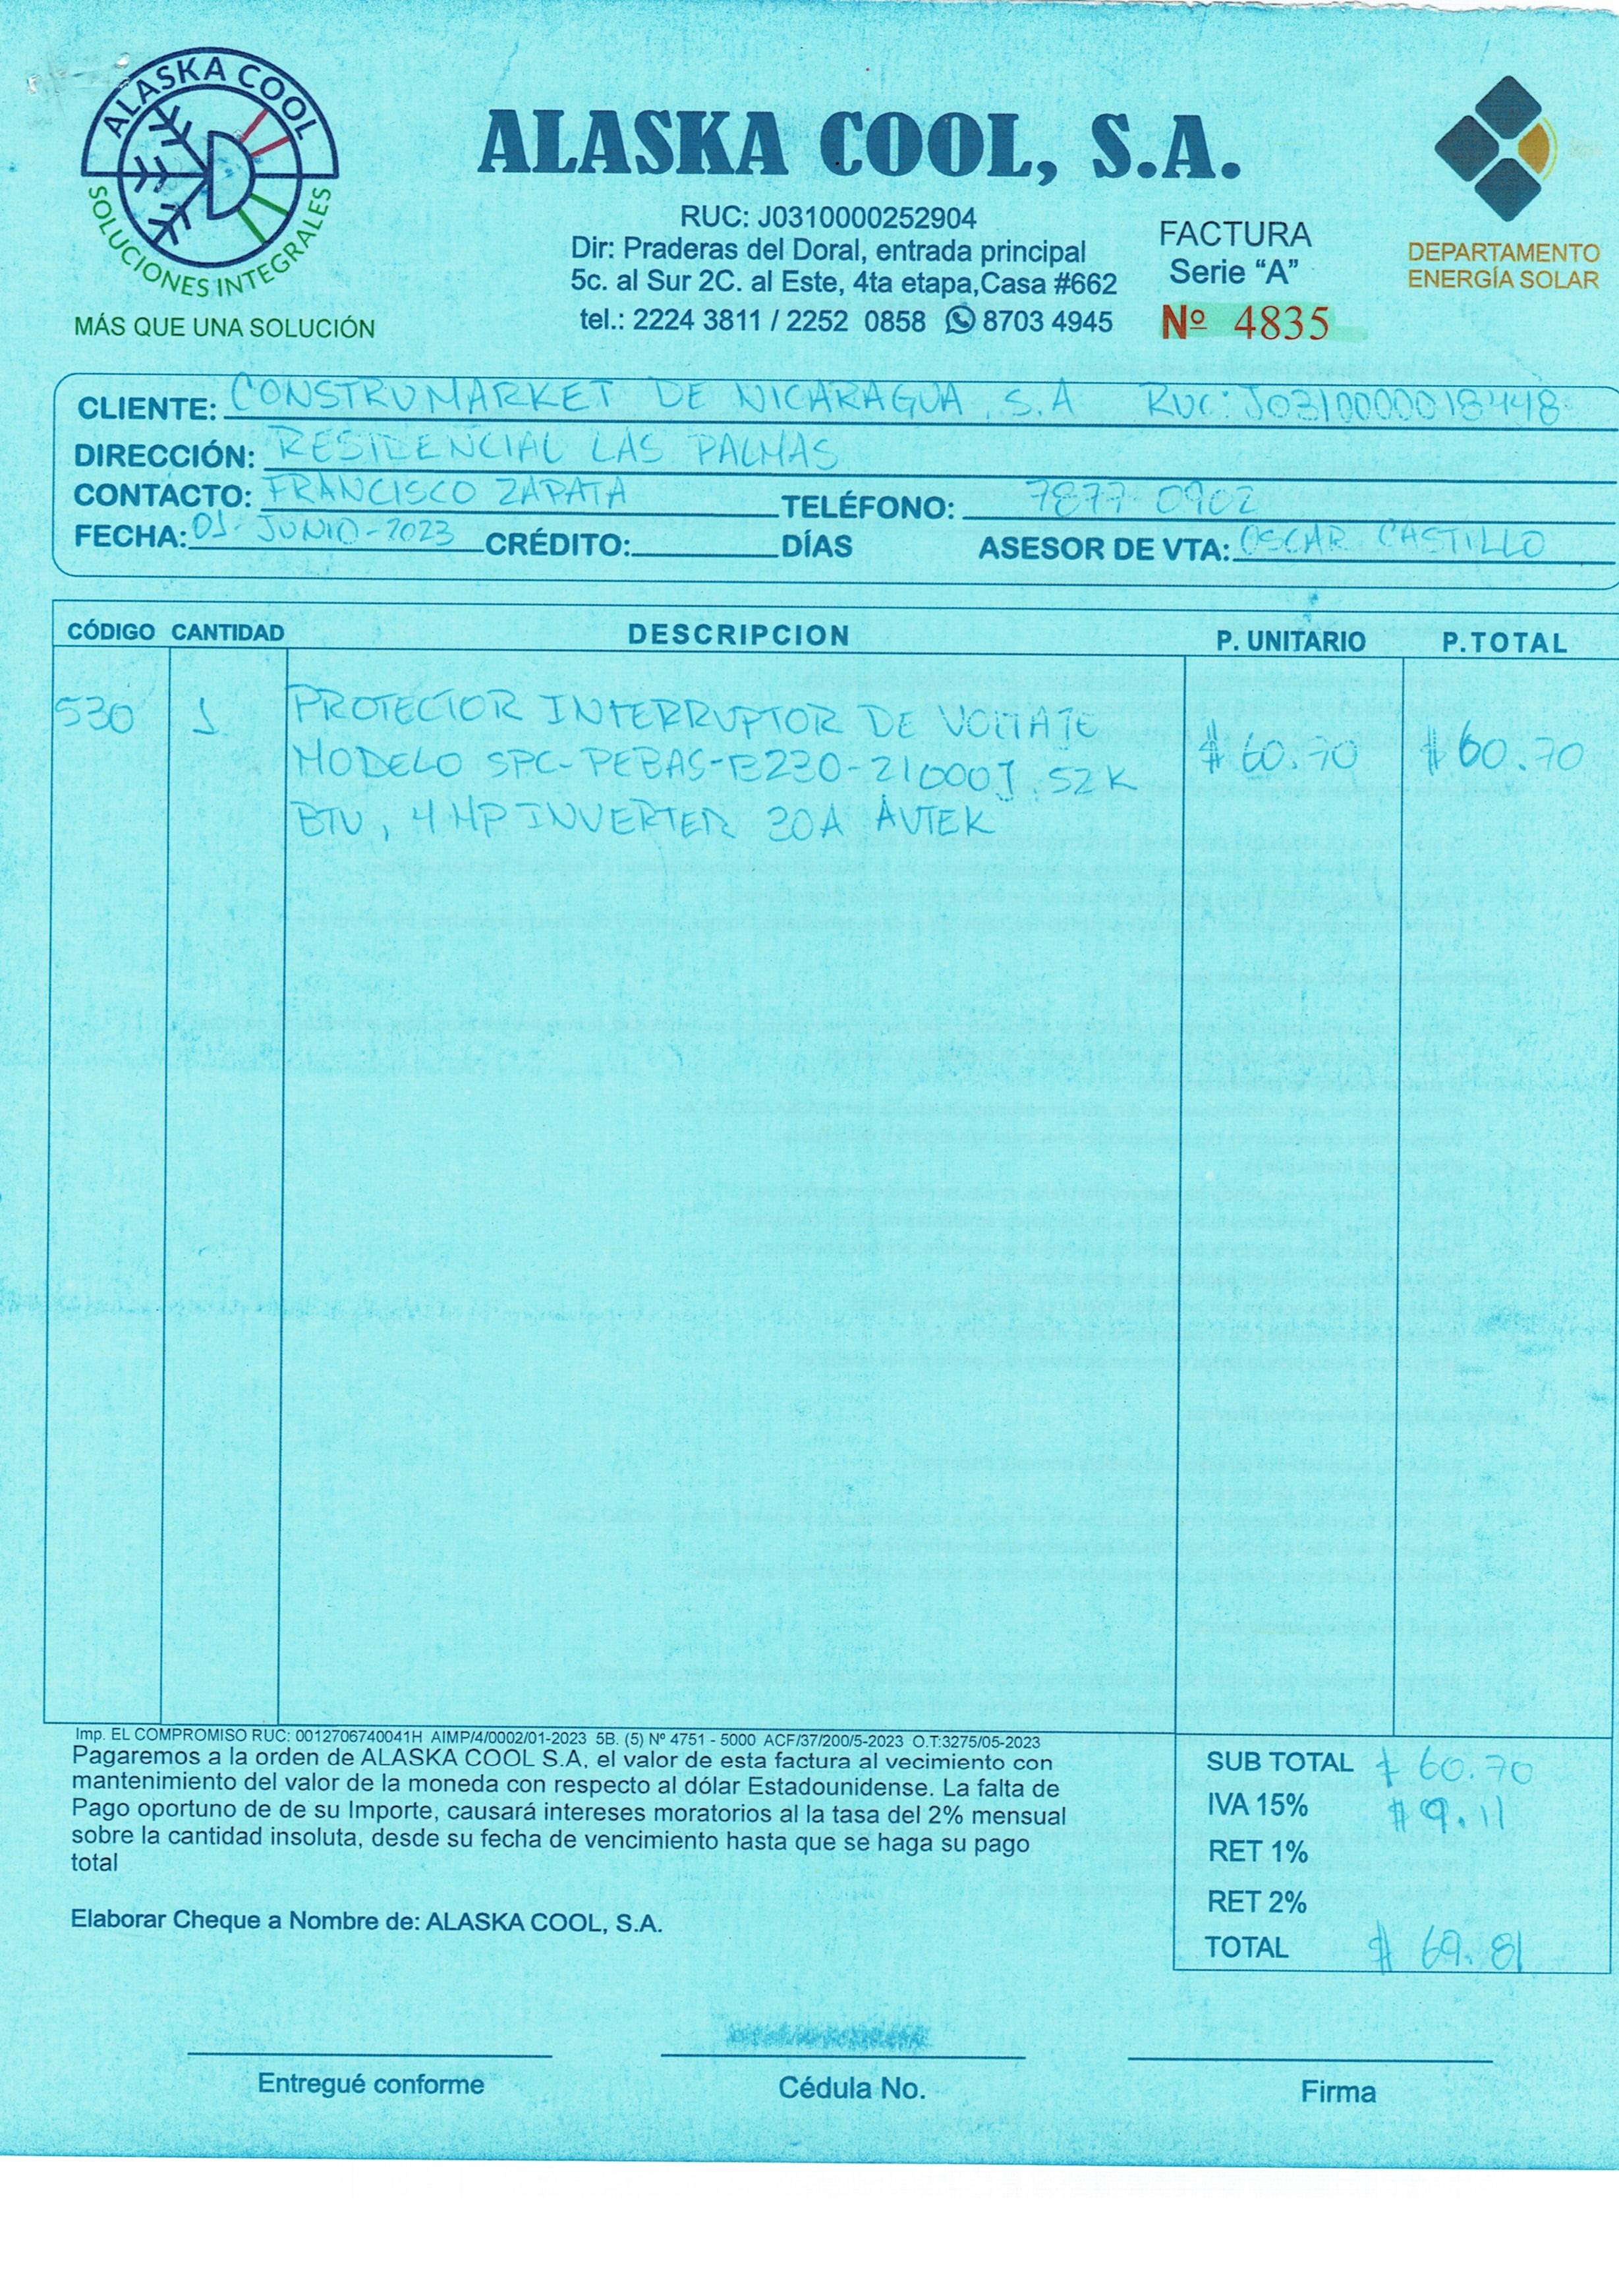 ALASKA COOL
SOLUCIONES INTEGRALES
MÁS QUE UNA SOLUCIÓN
ALASKA COOL, S.A.
RUC: J0310000252904
Dir: Praderas del Doral, entrada principal
5c. al Sur 2C. al Este, 4ta etapa,Casa #662
tel.: 2224 3811 / 2252 0858 8703 4945
FACTURA
Serie “A”
Nº 4835
DEPARTAMENTO
ENERGÍA SOLAR
CLIENTE: CONSTRUMARKET DE NICARAGUA, S.A RUC: J0310000018448
DIRECCIÓN: RESIDENCIAL LAS PALMAS
CONTACTO: FRANCISCO ZAPATA TELÉFONO: 7877-0902
FECHA: 01-JUNIO-2023 CRÉDITO: DÍAS ASESOR DE VTA: OSCAR CASTILLO
CÓDIGO CANTIDAD DESCRIPCION P. UNITARIO P.TOTAL
530 1 PROTECTOR INTERRUPTOR DE VOLTAJE $ 60.70 $ 60.70
MODELO SPC-PEBAS-E230-21000J. 52K
BTU, 4 HP INVERTER 30A AVTEK
Imp. EL COMPROMISO RUC: 0012706740041H AIMP/4/0002/01-2023 5B. (5) Nº 4751 - 5000 ACF/37/200/5-2023 O.T:3275/05-2023
Pagaremos a la orden de ALASKA COOL S.A, el valor de esta factura al vecimiento con
mantenimiento del valor de la moneda con respecto al dólar Estadounidense. La falta de
Pago oportuno de de su Importe, causará intereses moratorios al la tasa del 2% mensual
sobre la cantidad insoluta, desde su fecha de vencimiento hasta que se haga su pago
total
Elaborar Cheque a Nombre de: ALASKA COOL, S.A.
SUB TOTAL $ 60.70
IVA 15% $ 9.11
RET 1%
RET 2%
TOTAL $ 69.81
Entregué conforme
Cédula No.
Firma